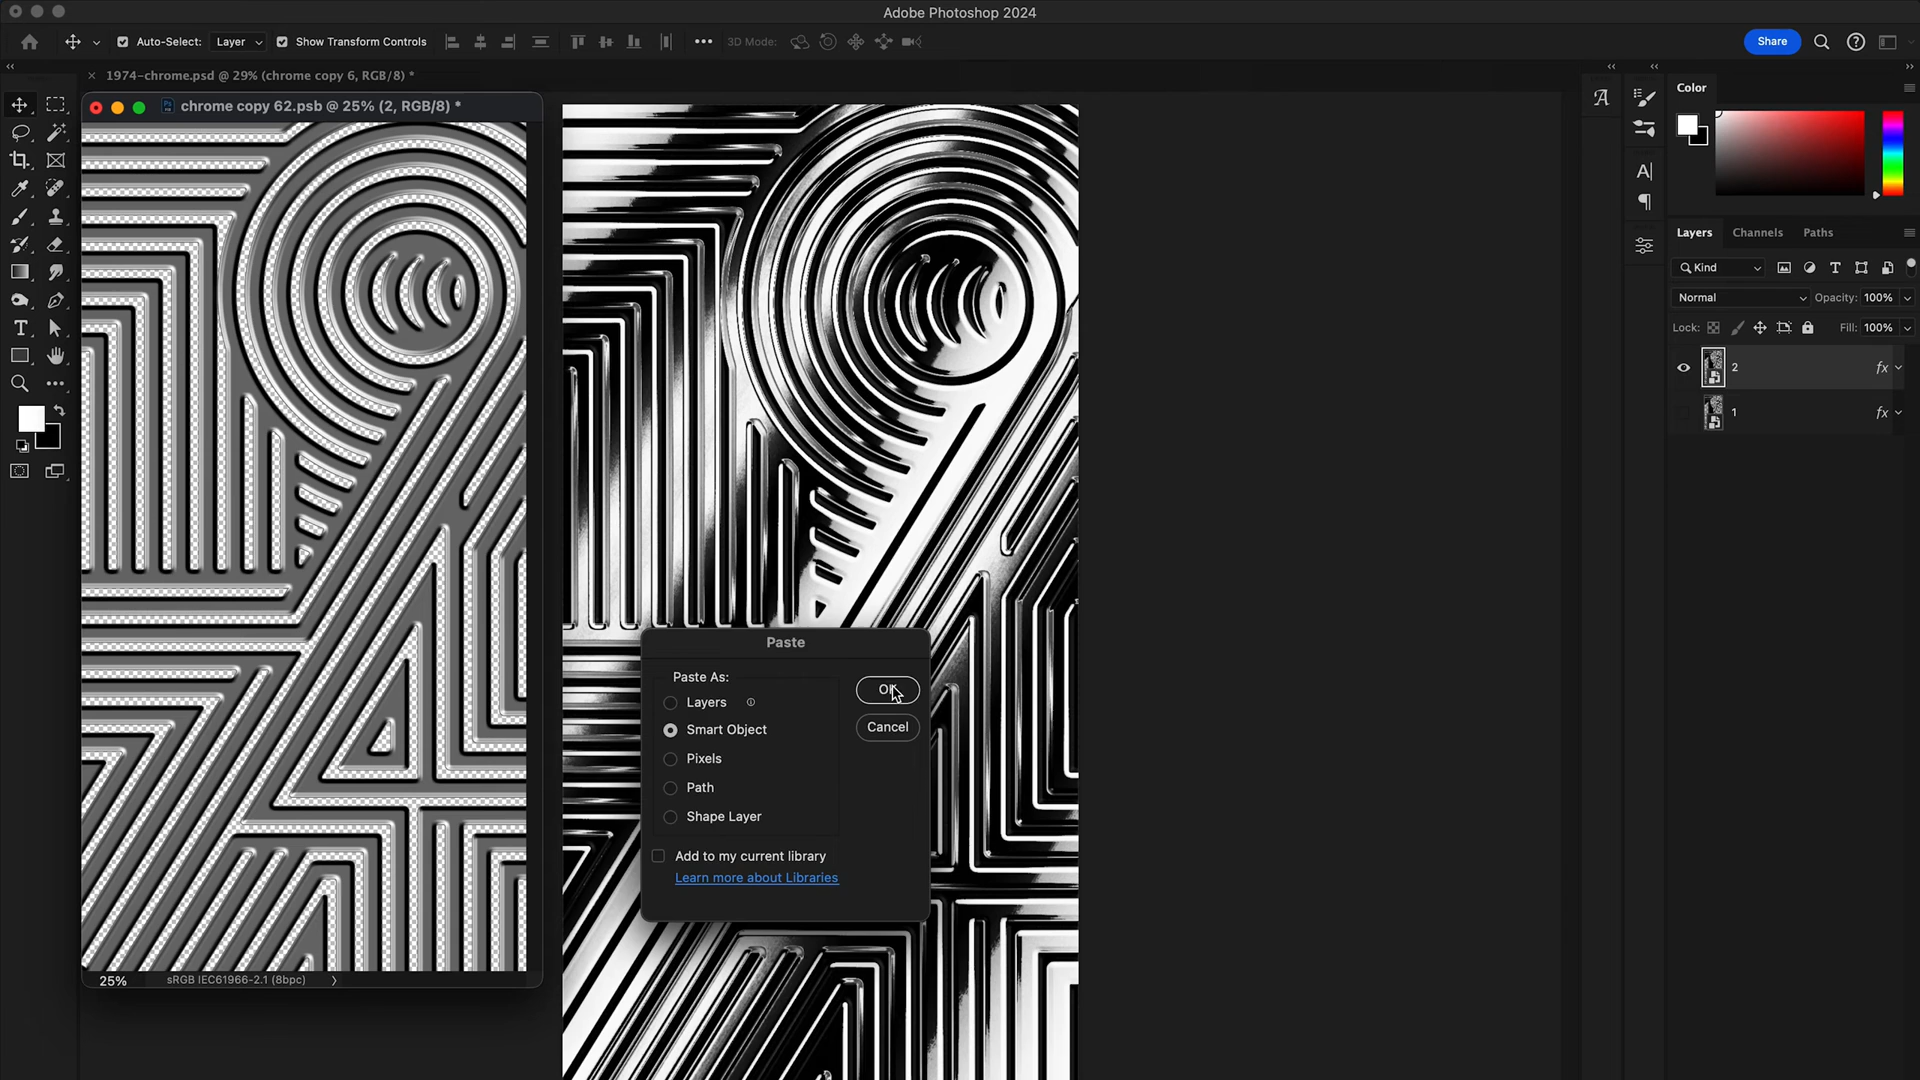 Adobe Photoshop 2024
Auto-Select: Layer Show Transform Controls 3D Mode: Share
1974-chrome.psd @ 29% (chrome copy 6, RGB/8) *
chrome copy 62.psb @ 25% (2, RGB/8) *
Color
Layers Channels Paths
Kind
Normal Opacity: 100%
Lock: Fill: 100%
2 fx
1 fx
Paste
Paste As:
Layers
Smart Object
Pixels
Path
Shape Layer
OK
Cancel
Add to my current library
Learn more about Libraries
25% sRGB IEC61966-2.1 (8bpc)